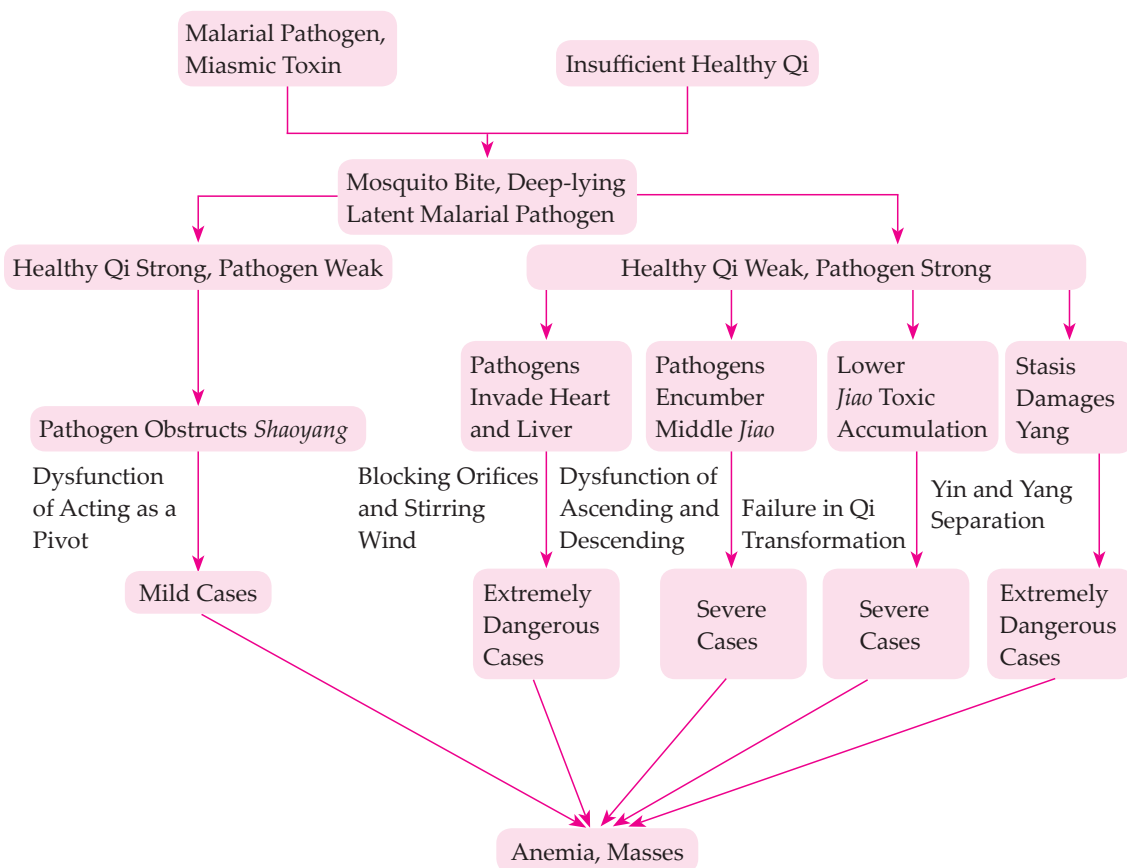 Malarial Pathogen,
Miasmic Toxin
Insufficient Healthy Qi
Mosquito Bite, Deep-lying
Latent Malarial Pathogen
Healthy Qi Strong, Pathogen Weak
Healthy Qi Weak, Pathogen Strong
Pathogens
Invade Heart
and Liver
Pathogens
Encumber
Middle Jiao
Lower
Jiao Toxic
Accumulation
Stasis
Damages
Yang
Pathogen Obstructs Shaoyang
Dysfunction
of Acting as a
Pivot
Blocking Orifices
and Stirring
Wind
Dysfunction of
Ascending and
Descending
Failure in Qi
Transformation
Yin and Yang
Separation
Mild Cases
Extremely
Dangerous
Cases
Severe
Cases
Severe
Cases
Extremely
Dangerous
Cases
Anemia, Masses